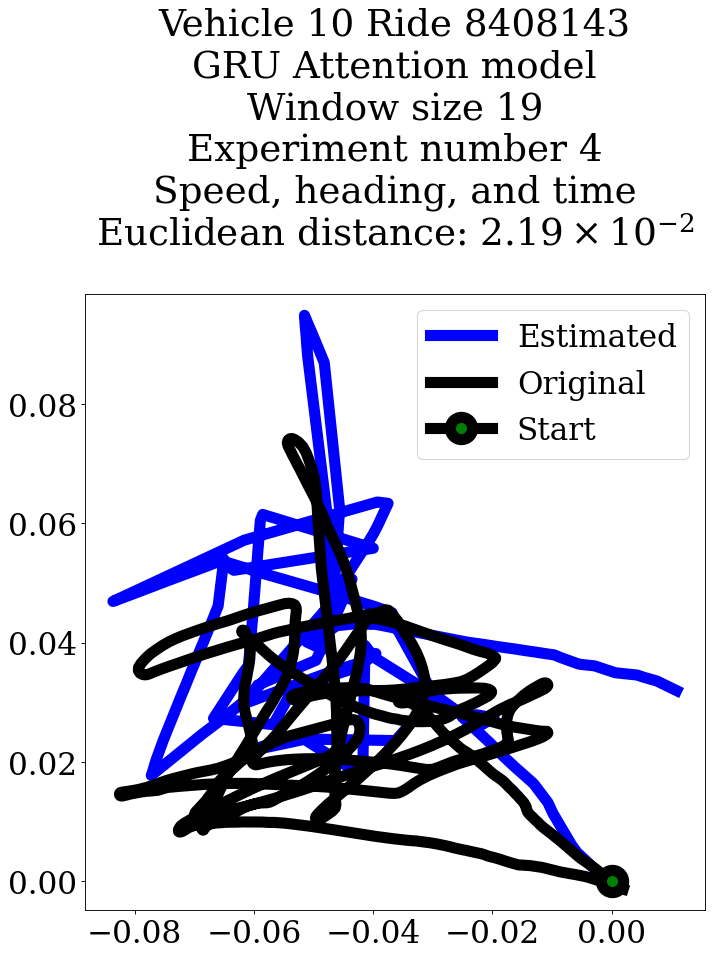 Vehicle 10 Ride 8408143
GRU Attention model
Window size 19
Experiment number 4
Speed, heading, and time
Euclidean distance: 2.19 × 10⁻²
Estimated
Original
Start
0.08
0.06
0.04
0.02
0.00
−0.08 −0.06 −0.04 −0.02 0.00